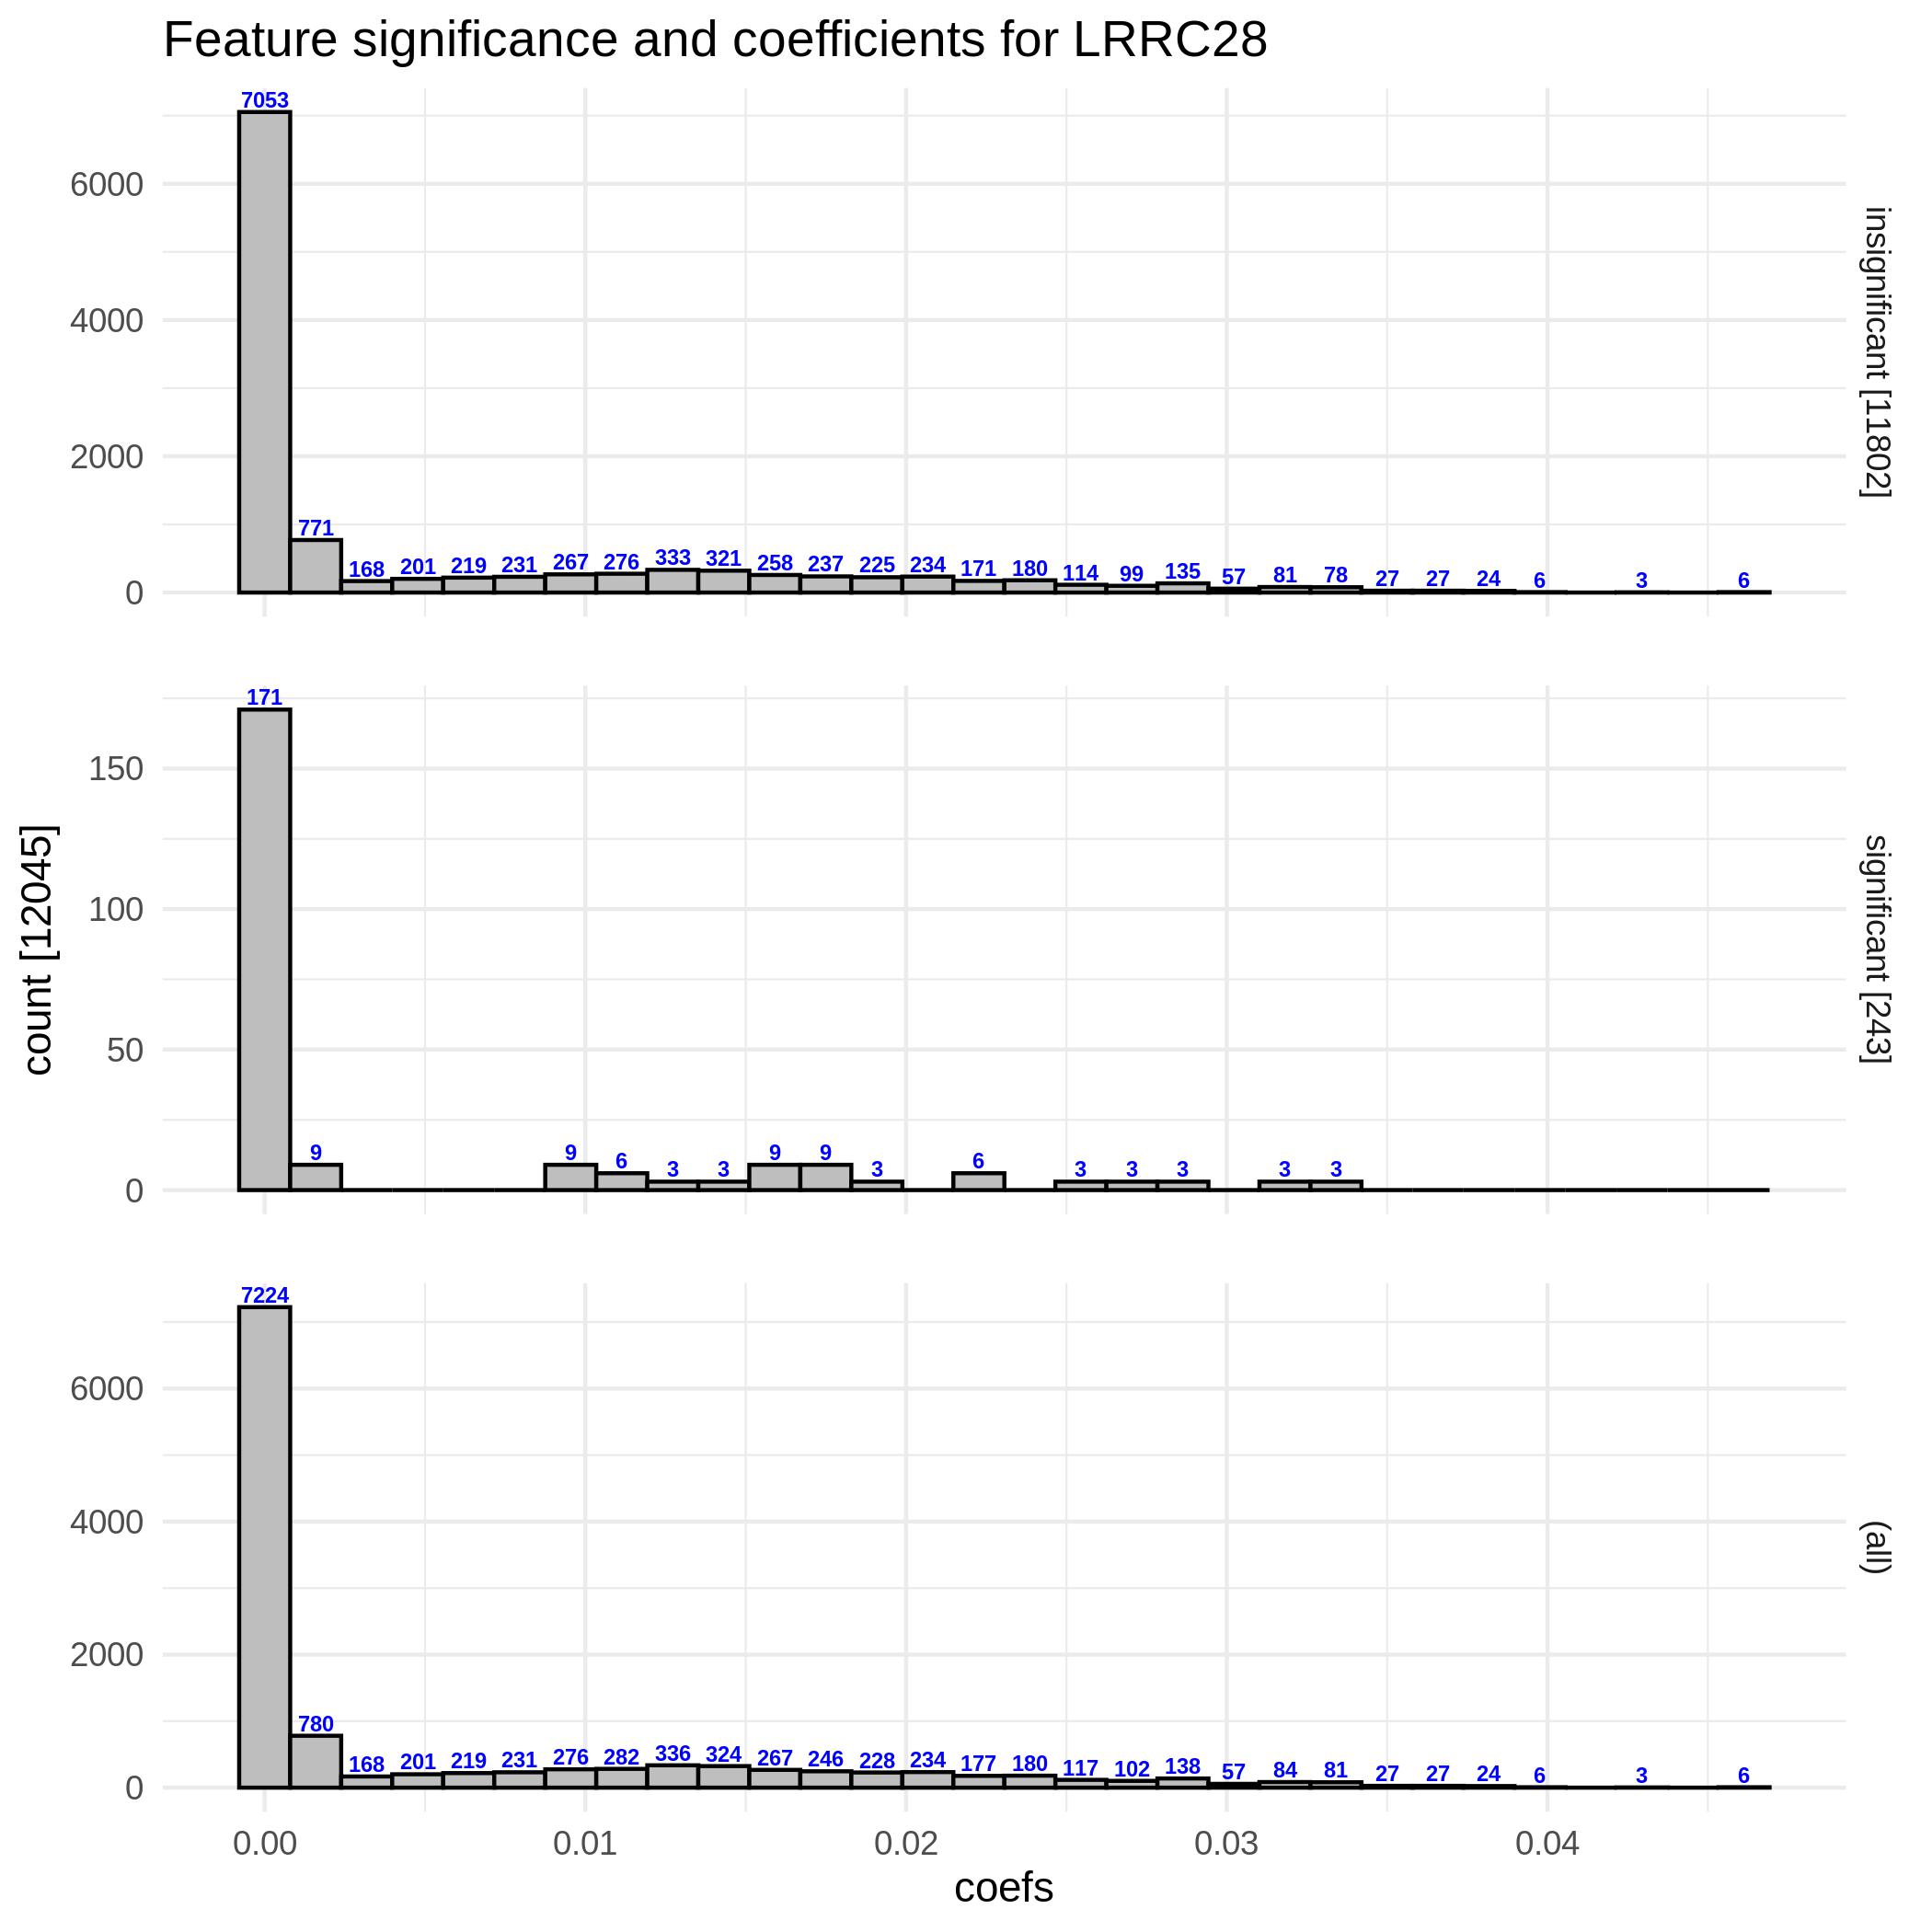 Feature significance and coefficients for LRRC28
7053
771 168 201 219 231 267 276 333 321 258 237 225 234 171 180 114 99 135 57 81 78 27 27 24 6 3 6
6000
4000
2000
0
insignificant [11802]
171
9 9 6 3 3 9 9 3 6 3 3 3 3 3
150
100
50
0
significant [243]
count [12045]
7224
780 168 201 219 231 276 282 336 324 267 246 228 234 177 180 117 102 138 57 84 81 27 27 24 6 3 6
6000
4000
2000
0
(all)
0.00 0.01 0.02 0.03 0.04
coefs